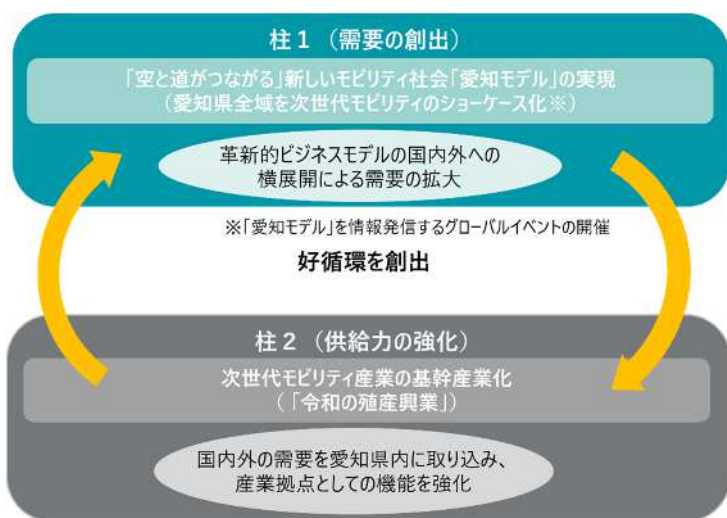 柱1（需要の創出）
「空と道がつながる」新しいモビリティ社会「愛知モデル」の実現
（愛知県全域を次世代モビリティのショーケース化※）
革新的ビジネスモデルの国内外への
横展開による需要の拡大
※「愛知モデル」を情報発信するグローバルイベントの開催
好循環を創出
柱2（供給力の強化）
次世代モビリティ産業の基幹産業化
（「令和の殖産興業」）
国内外の需要を愛知県内に取り込み、
産業拠点としての機能を強化